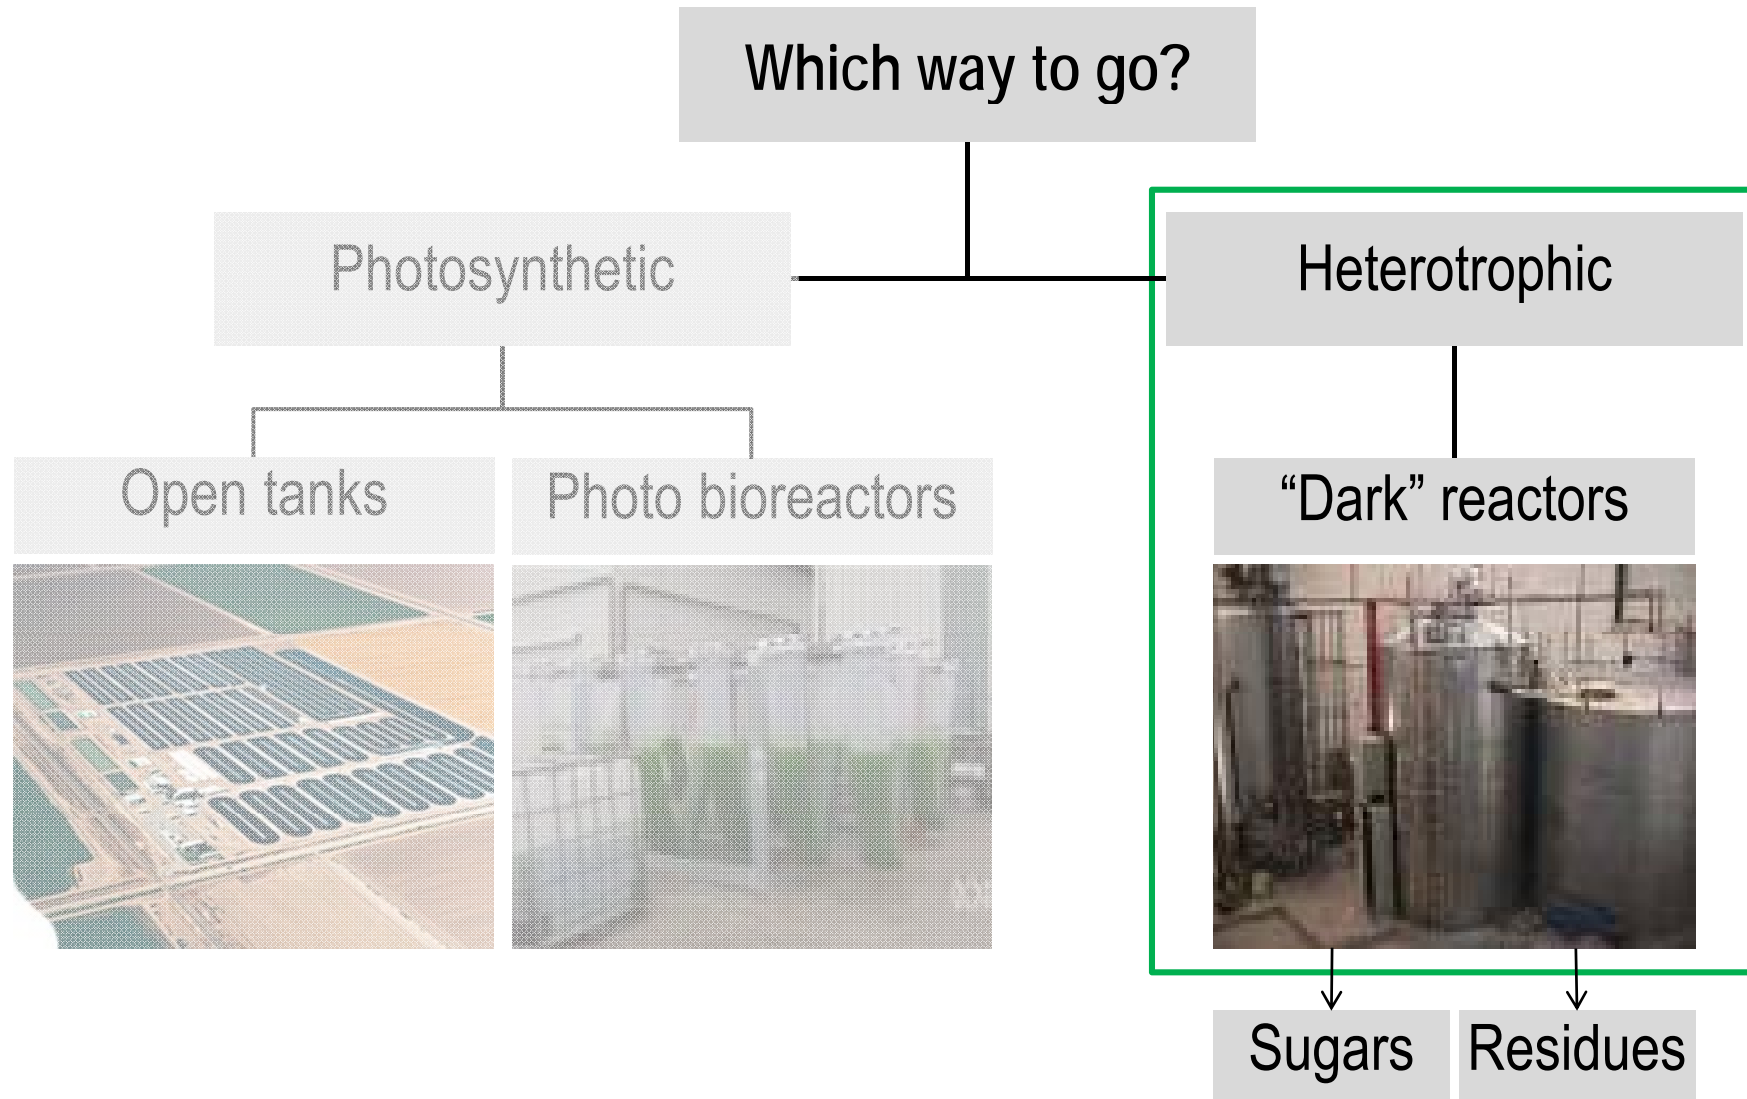 Which way to go?
Photosynthetic
Heterotrophic
Open tanks
Photo bioreactors
“Dark” reactors
Sugars
Residues